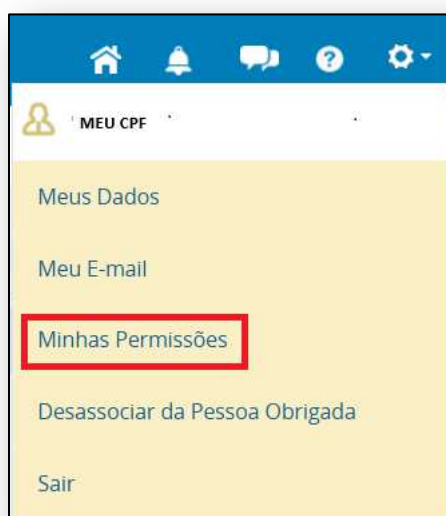 MEU CPF
Meus Dados
Meu E-mail
Minhas Permissões
Desassociar da Pessoa Obrigada
Sair